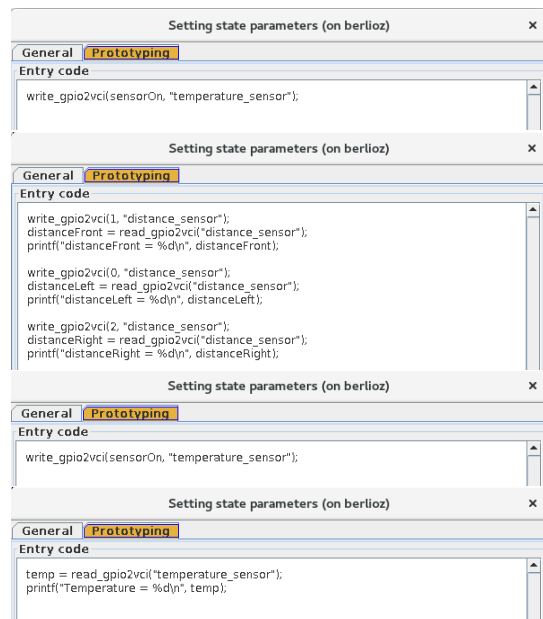 Setting state parameters (on berlioz) ×
General Prototyping
Entry code
write_gpio2vci(sensorOn, "temperature_sensor");
Setting state parameters (on berlioz) ×
General Prototyping
Entry code
write_gpio2vci(1, "distance_sensor");
distanceFront = read_gpio2vci("distance_sensor");
printf("distanceFront = %d\n", distanceFront);
write_gpio2vci(0, "distance_sensor");
distanceLeft = read_gpio2vci("distance_sensor");
printf("distanceLeft = %d\n", distanceLeft);
write_gpio2vci(2, "distance_sensor");
distanceRight = read_gpio2vci("distance_sensor");
printf("distanceRight = %d\n", distanceRight);
Setting state parameters (on berlioz) ×
General Prototyping
Entry code
write_gpio2vci(sensorOn, "temperature_sensor");
Setting state parameters (on berlioz) ×
General Prototyping
Entry code
temp = read_gpio2vci("temperature_sensor");
printf("Temperature = %d\n", temp);